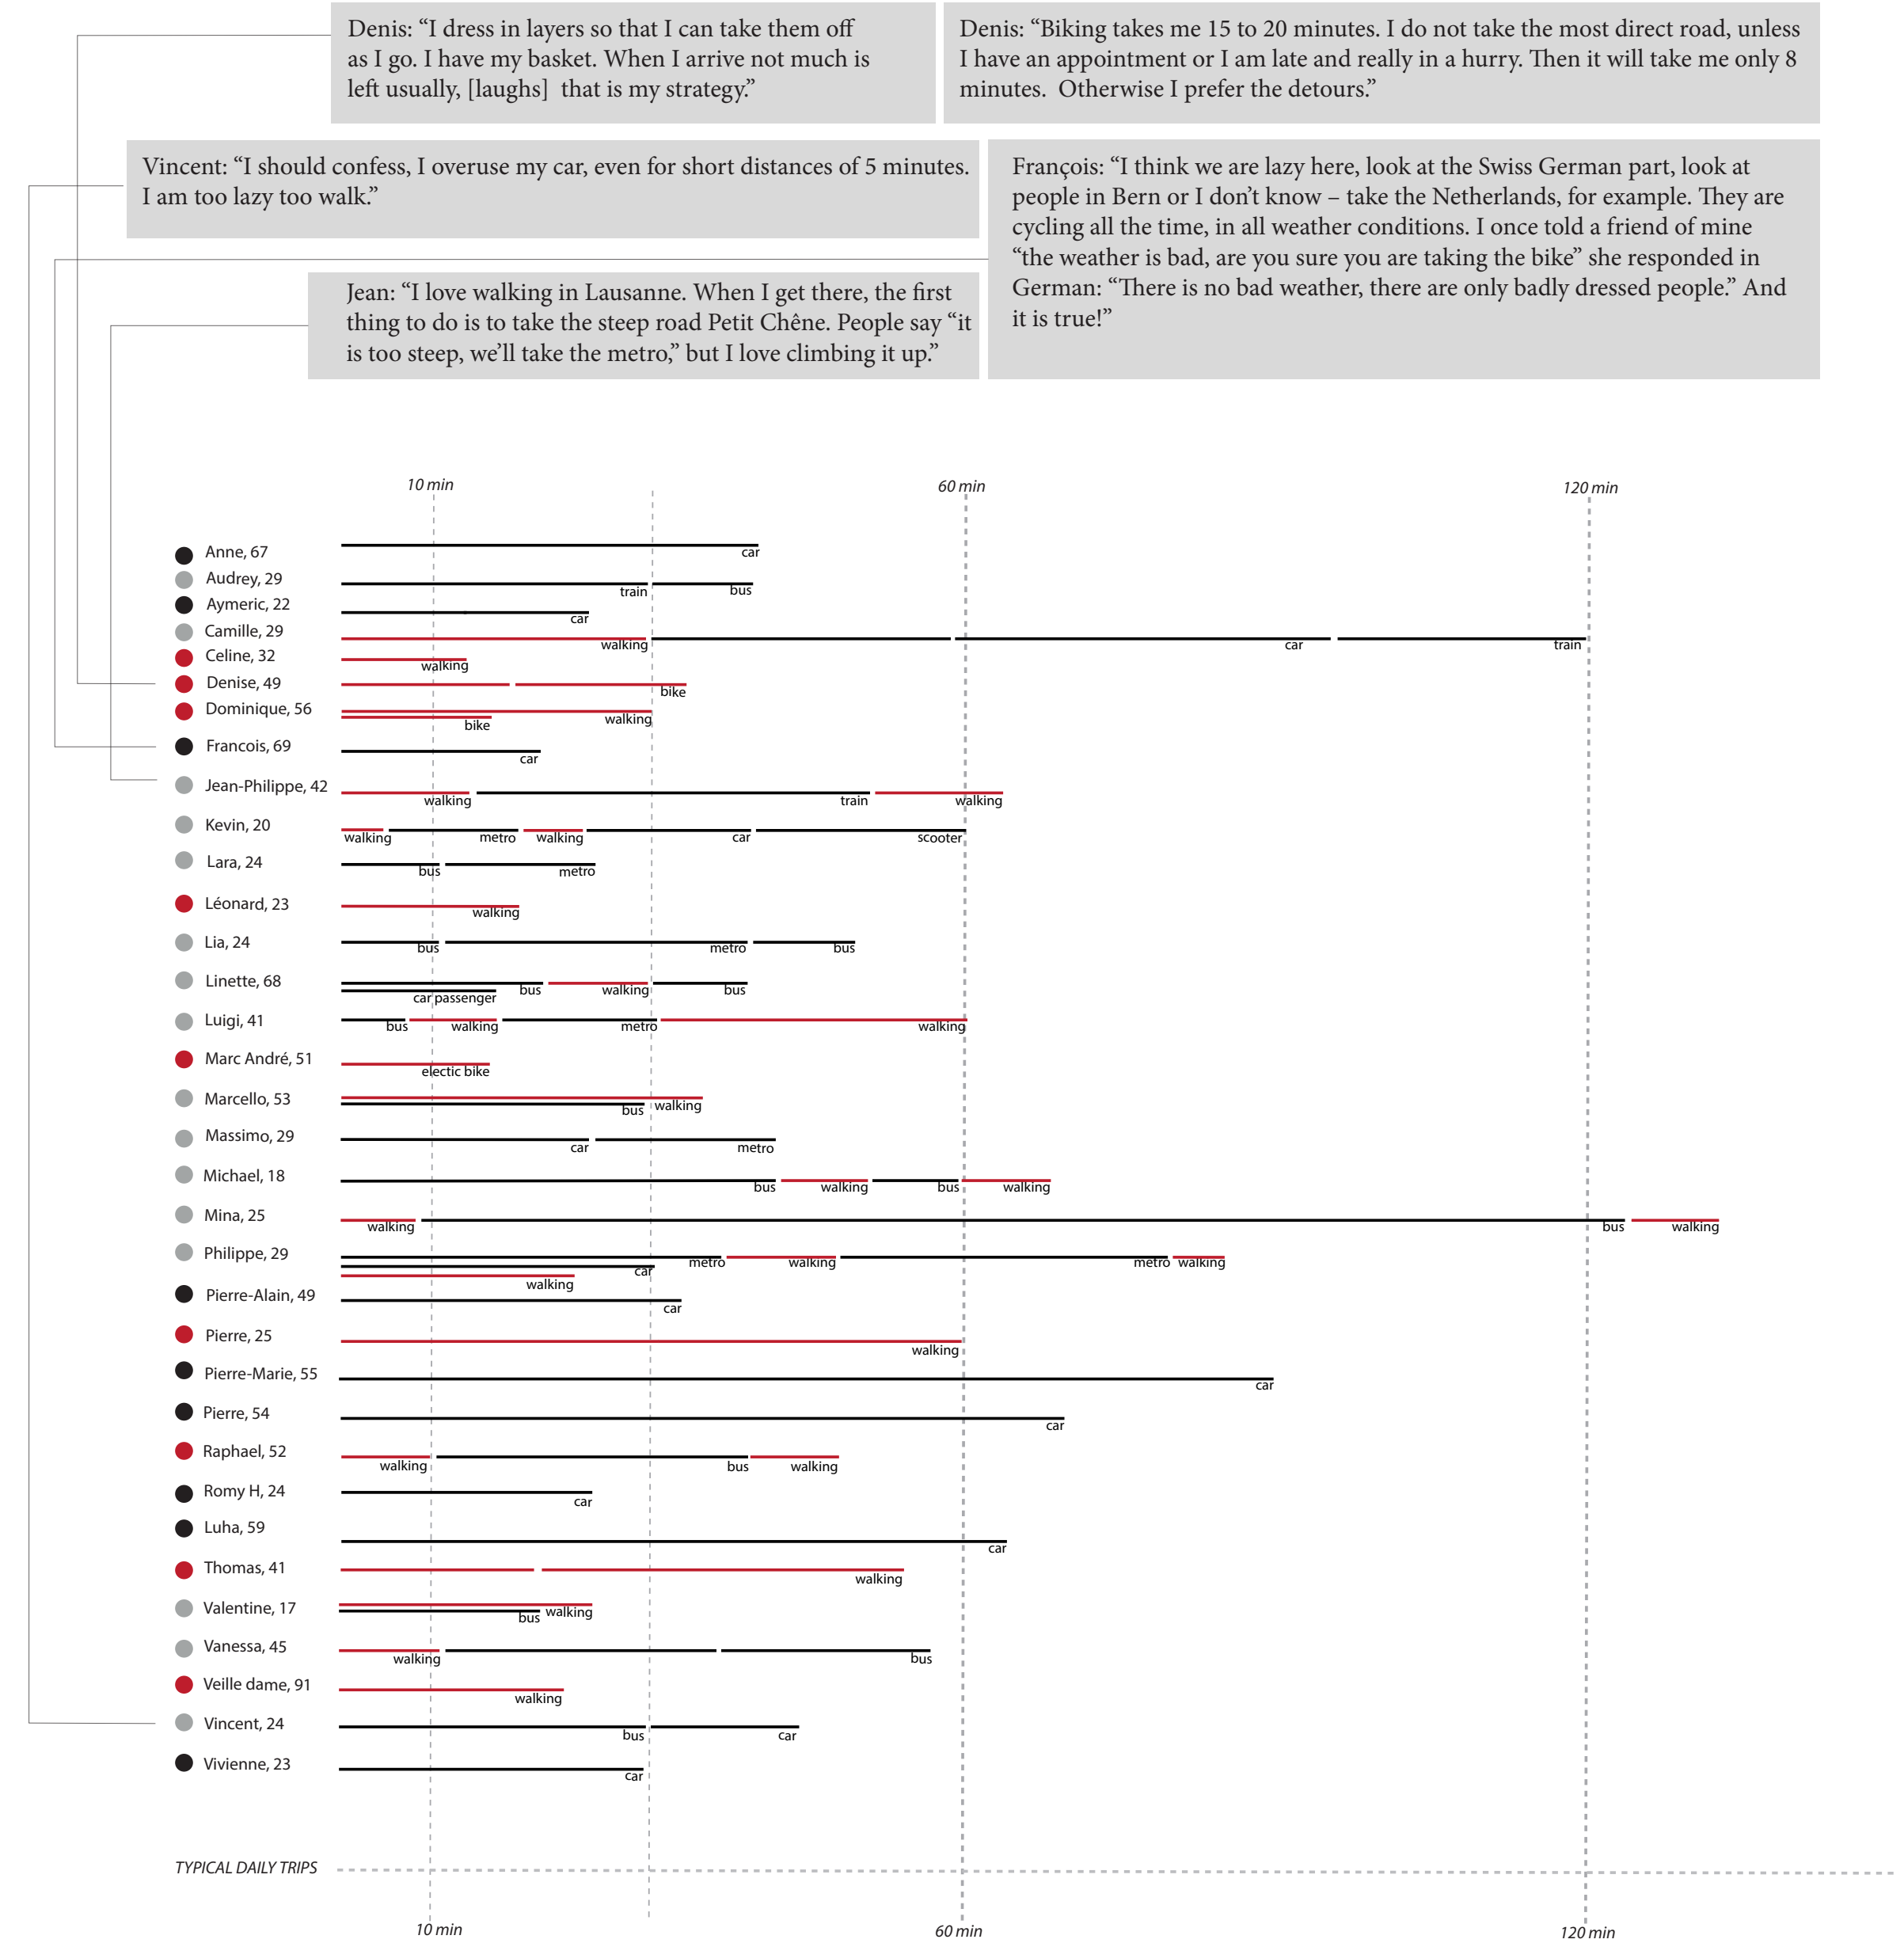 Denis: “I dress in layers so that I can take them off
as I go. I have my basket. When I arrive not much is
left usually, [laughs]  that is my strategy.”
Denis: “Biking takes me 15 to 20 minutes. I do not take the most direct road, unless
I have an appointment or I am late and really in a hurry. Then it will take me only 8
minutes.  Otherwise I prefer the detours.”
Vincent: “I should confess, I overuse my car, even for short distances of 5 minutes.
I am too lazy too walk.”
François: “I think we are lazy here, look at the Swiss German part, look at
people in Bern or I don’t know – take the Netherlands, for example. They are
cycling all the time, in all weather conditions. I once told a friend of mine
“the weather is bad, are you sure you are taking the bike” she responded in
German: “There is no bad weather, there are only badly dressed people.” And
it is true!”
Jean: “I love walking in Lausanne. When I get there, the first
thing to do is to take the steep road Petit Chêne. People say “it
is too steep, we’ll take the metro,” but I love climbing it up.”
10 min 60 min 120 min
Anne, 67 car
Audrey, 29 train bus
Aymeric, 22 car
Camille, 29 walking car train
Celine, 32 walking
Denise, 49 bike
Dominique, 56 walking
bike
Francois, 69 car
Jean-Philippe, 42 walking train walking
Kevin, 20 walking metro walking car scooter
Lara, 24 bus metro
Léonard, 23 walking
Lia, 24 bus metro bus
Linette, 68 bus walking bus
car passenger
Luigi, 41 bus walking metro walking
Marc André, 51 electic bike
Marcello, 53 bus walking
Massimo, 29 car metro
Michael, 18 bus walking bus walking
Mina, 25 walking bus walking
Philippe, 29 metro walking metro walking
car
walking
Pierre-Alain, 49 car
Pierre, 25 walking
Pierre-Marie, 55 car
Pierre, 54 car
Raphael, 52 walking bus walking
Romy H, 24 car
Luha, 59 car
Thomas, 41 walking
Valentine, 17 bus walking
Vanessa, 45 walking bus
Veille dame, 91 walking
Vincent, 24 bus car
Vivienne, 23 car
TYPICAL DAILY TRIPS
10 min 60 min 120 min